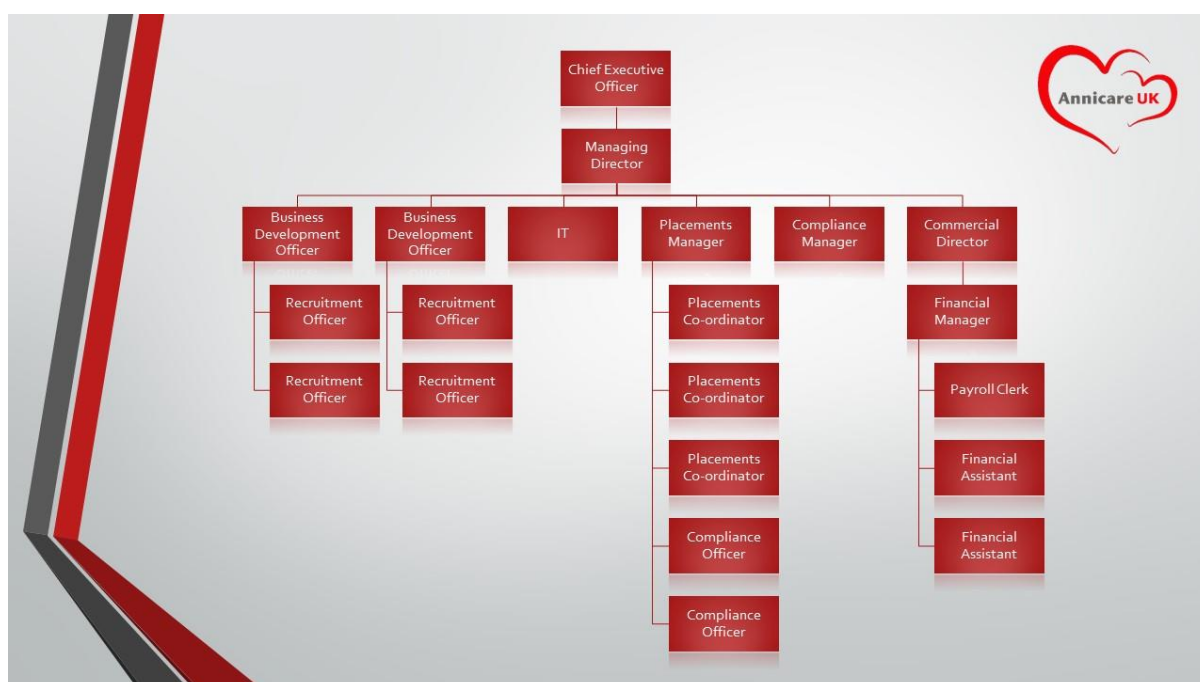 Chief Executive
Officer
Annicare UK
Managing
Director
Business
Development
Officer
Business
Development
Officer
IT
Placements
Manager
Compliance
Manager
Commercial
Director
Recruitment
Officer
Recruitment
Officer
Placements
Co-ordinator
Financial
Manager
Recruitment
Officer
Recruitment
Officer
Placements
Co-ordinator
Payroll Clerk
Placements
Co-ordinator
Financial
Assistant
Compliance
Officer
Financial
Assistant
Compliance
Officer